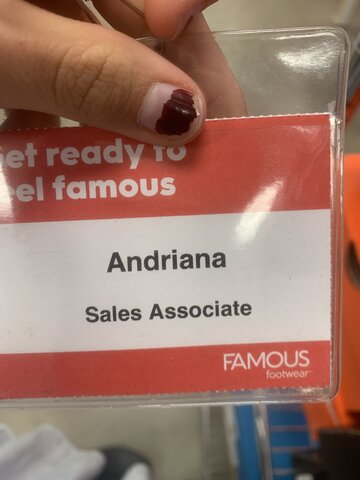 et ready to
el famous
Andriana
Sales Associate
FAMOUS
footwear